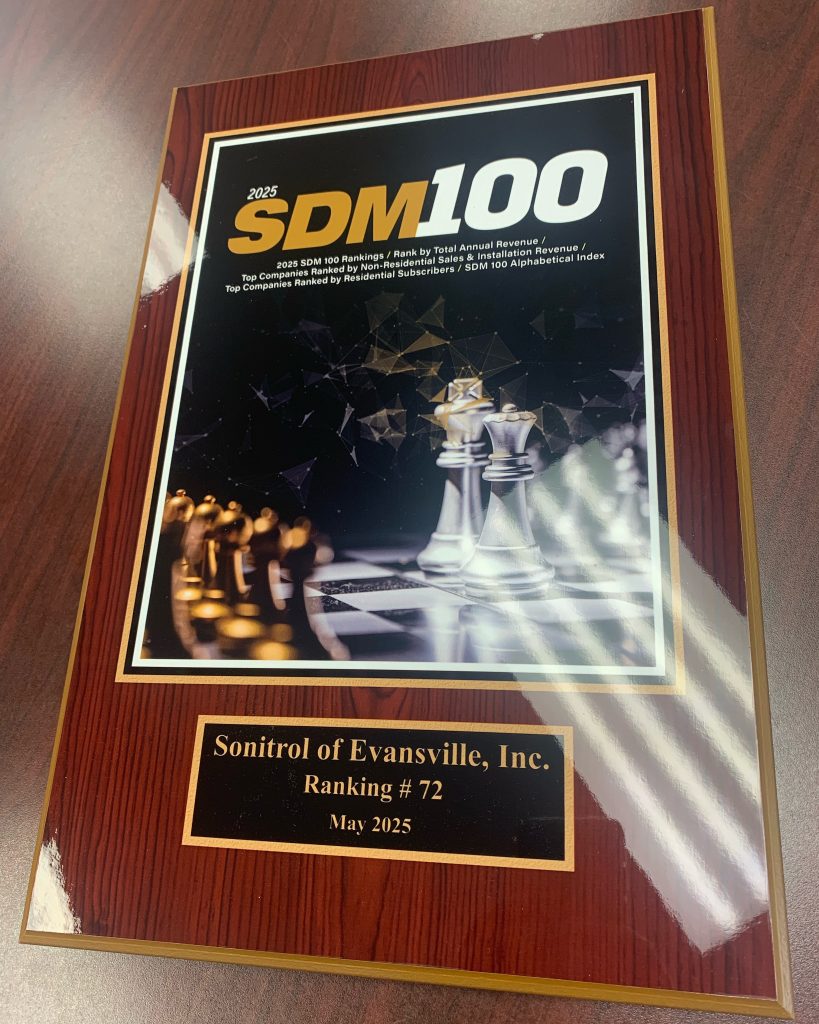 2025
SDM100
2025 SDM 100 Rankings / Rank by Total Annual Revenue /
Top Companies Ranked by Non-Residential Sales & Installation Revenue /
Top Companies Ranked by Residential Subscribers / SDM 100 Alphabetical Index
Sonitrol of Evansville, Inc.
Ranking # 72
May 2025